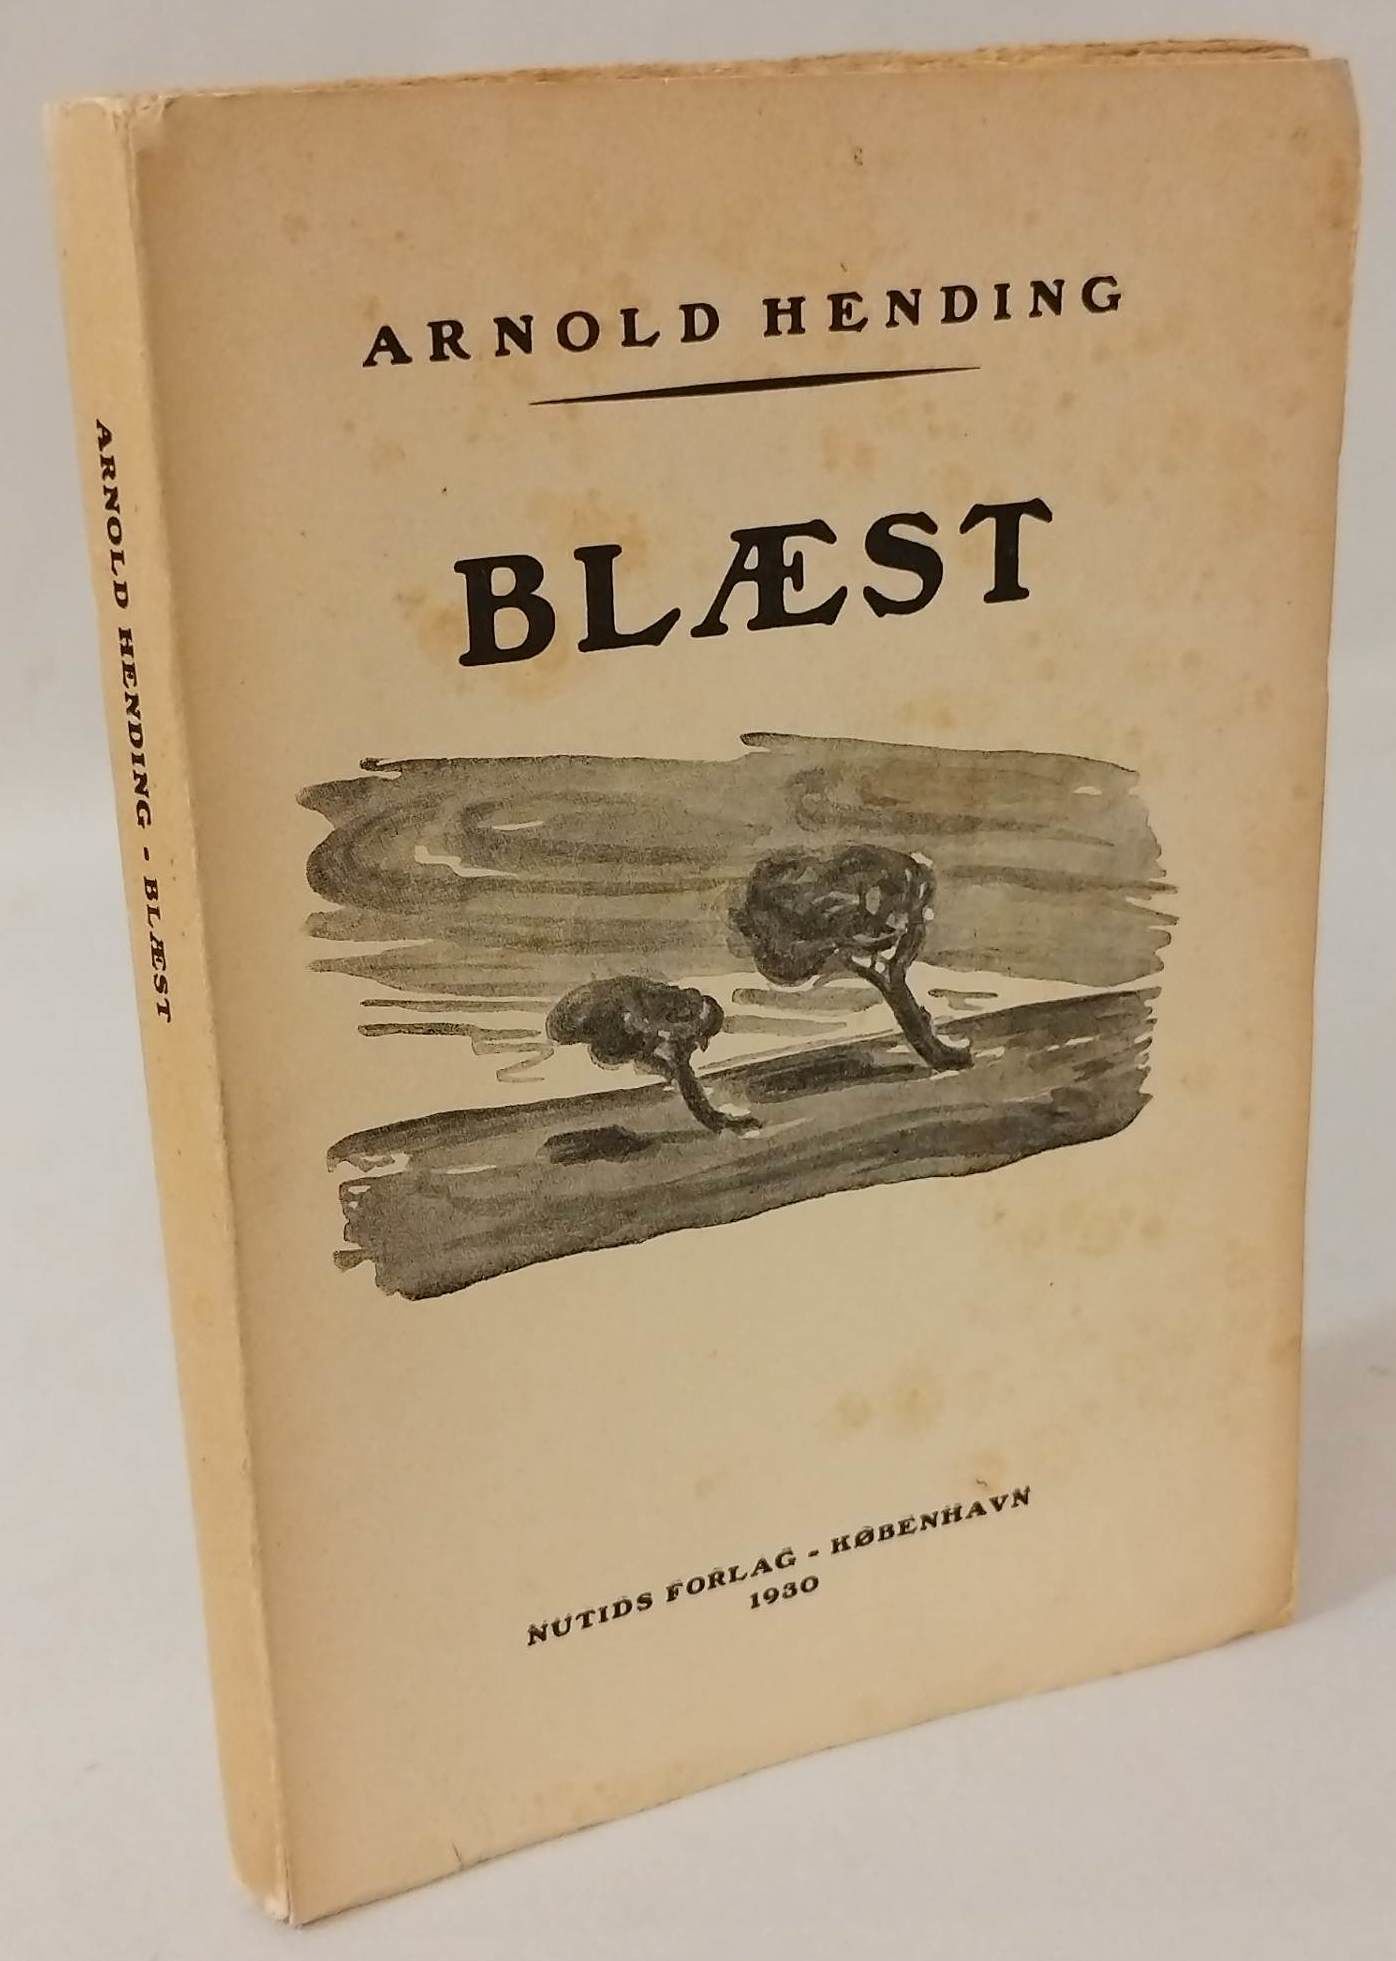 ARNOLD HENDING
BLÆST
NUTIDS FORLAG - KØBENHAVN
1930
ARNOLD HENDING - BLÆST